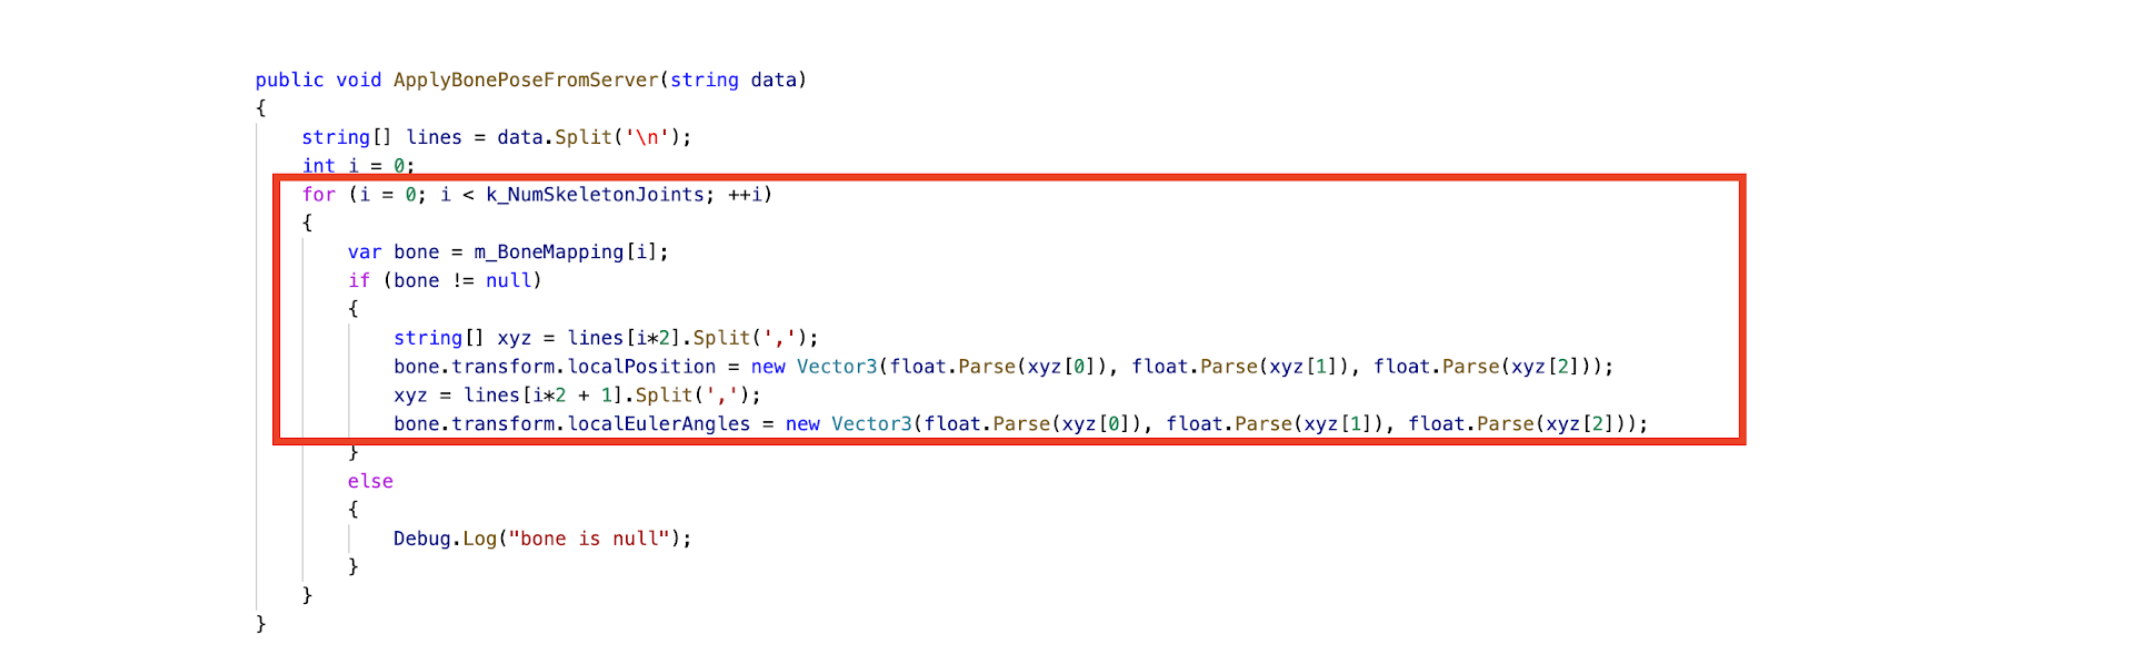 public void ApplyBonePoseFromServer(string data)
{
string[] lines = data.Split('\n');
int i = 0;
for (i = 0; i < k_NumSkeletonJoints; ++i)
{
var bone = m_BoneMapping[i];
if (bone != null)
{
string[] xyz = lines[i*2].Split(',');
bone.transform.localPosition = new Vector3(float.Parse(xyz[0]), float.Parse(xyz[1]), float.Parse(xyz[2]));
xyz = lines[i*2 + 1].Split(',');
bone.transform.localEulerAngles = new Vector3(float.Parse(xyz[0]), float.Parse(xyz[1]), float.Parse(xyz[2]));
}
else
{
Debug.Log("bone is null");
}
}
}